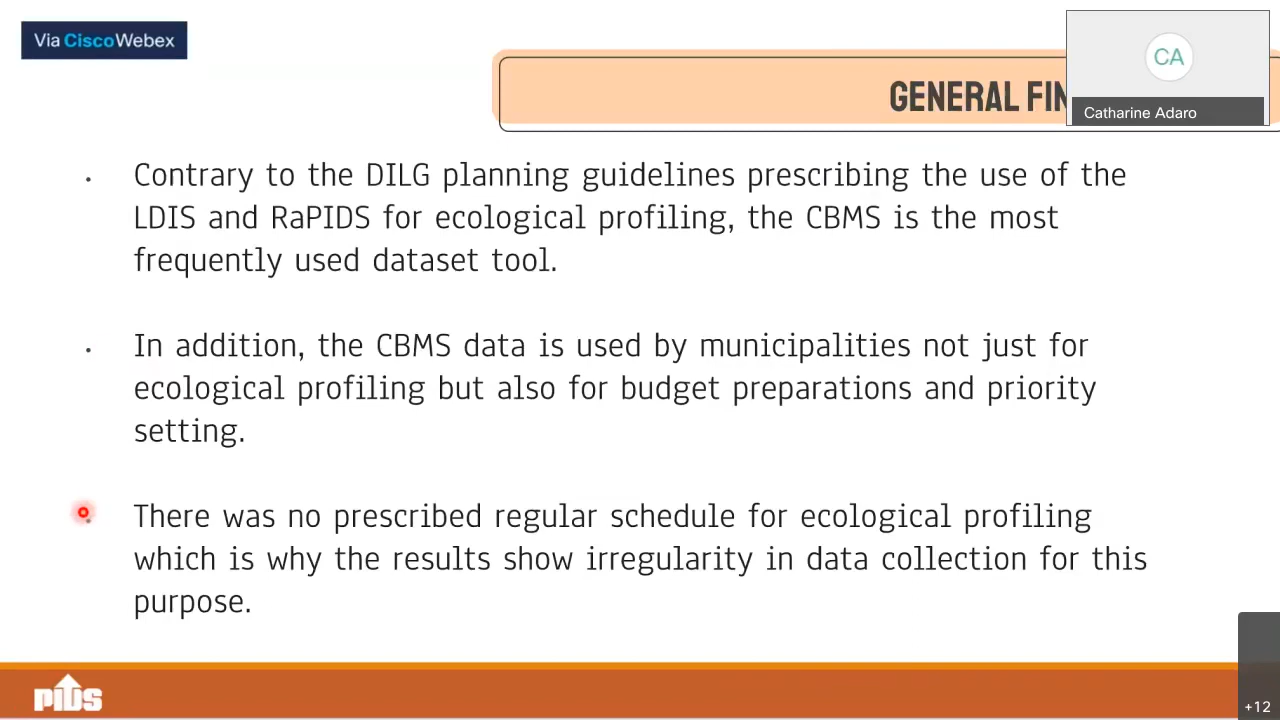 Via Cisco Webex
CA
Catharine Adaro
GENERAL FIN
• Contrary to the DILG planning guidelines prescribing the use of the
LDIS and RaPIDS for ecological profiling, the CBMS is the most
frequently used dataset tool.
• In addition, the CBMS data is used by municipalities not just for
ecological profiling but also for budget preparations and priority
setting.
• There was no prescribed regular schedule for ecological profiling
which is why the results show irregularity in data collection for this
purpose.
PIDS
+12